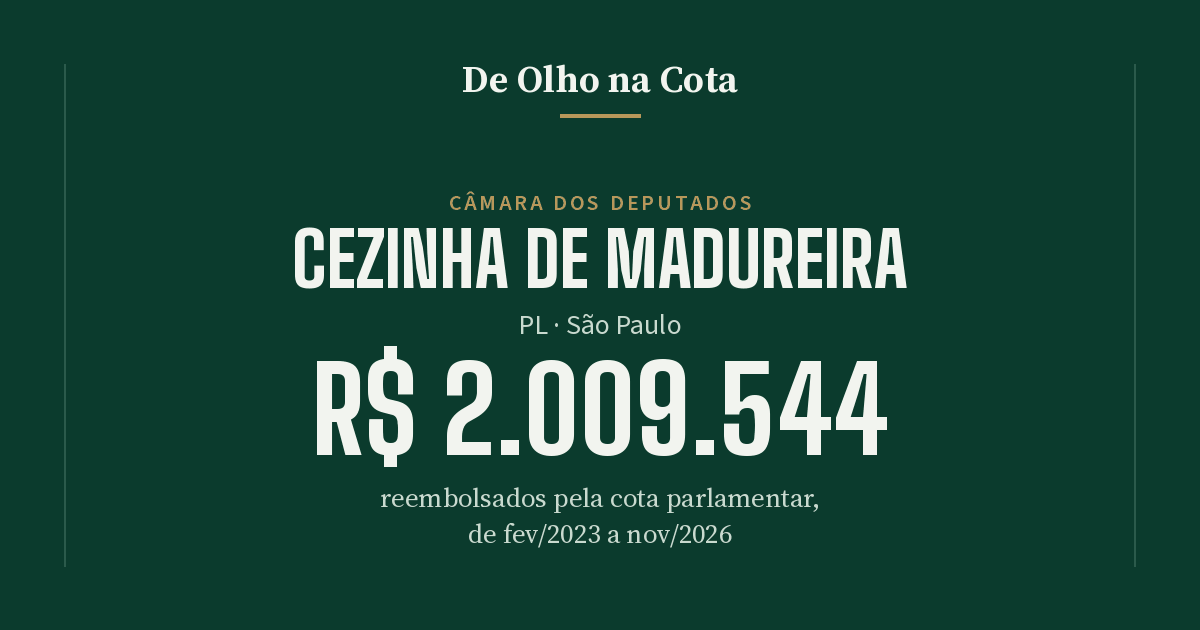 De Olho na Cota
CÂMARA DOS DEPUTADOS
CEZINHA DE MADUREIRA
PL · São Paulo
R$ 2.009.544
reembolsados pela cota parlamentar,
de fev/2023 a nov/2026